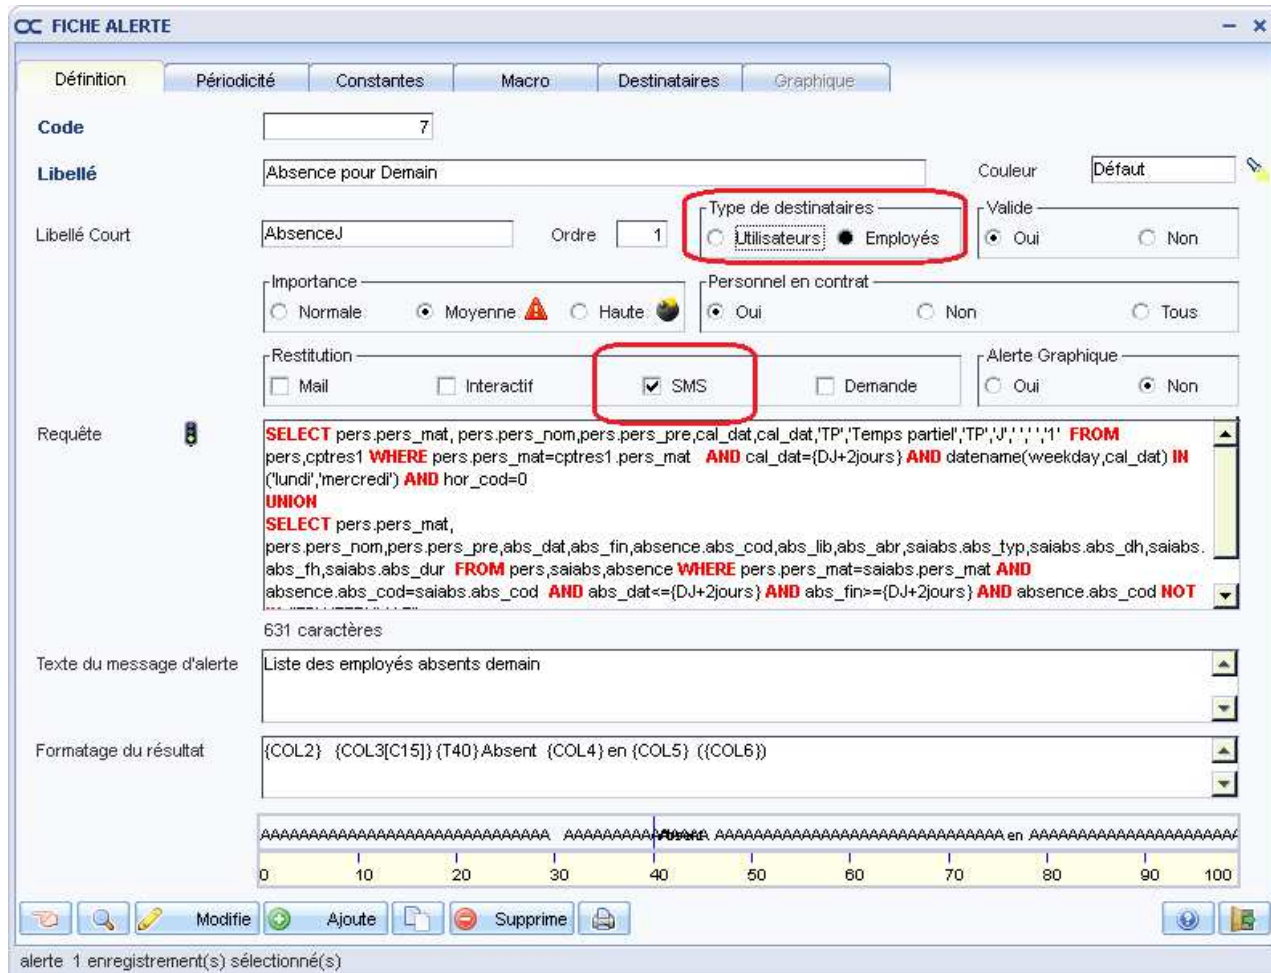 FICHE ALERTE
Définition Périodicité Constantes Macro Destinataires Graphique
Code 7
Libellé Absence pour Demain Couleur Défaut
Type de destinataires Valide
Libellé Court AbsenceJ Ordre 1 Utilisateurs Employés Oui Non
Importance Personnel en contrat
Normale Moyenne Haute Oui Non Tous
Restitution Alerte Graphique
Mail Interactif SMS Demande Oui Non
Requête SELECT pers.pers_mat, pers.pers_nom,pers.pers_pre,cal_dat,cal_dat,'TP','Temps partiel','TP','J',' ',' ','1' FROM
pers,cptres1 WHERE pers.pers_mat=cptres1.pers_mat AND cal_dat={DJ+2jours} AND datename(weekday,cal_dat) IN
('lundi','mercredi') AND hor_cod=0
UNION
SELECT pers.pers_mat,
pers.pers_nom,pers.pers_pre,abs_dat,abs_fin,absence.abs_cod,abs_lib,abs_abr,saiabs.abs_typ,saiabs.abs_dh,saiabs.
abs_fh,saiabs.abs_dur FROM pers,saiabs,absence WHERE pers.pers_mat=saiabs.pers_mat AND
absence.abs_cod=saiabs.abs_cod AND abs_dat<={DJ+2jours} AND abs_fin>={DJ+2jours} AND absence.abs_cod NOT
631 caractères
Texte du message d'alerte Liste des employés absents demain
Formatage du résultat {COL2} {COL3[C15]} {T40}Absent {COL4} en {COL5} ({COL6})
AAAAAAAAAAAAAAAAAAAAAAAAAAAAAA AAAAAAAAAAAAAAA AAAAAAAAAAAAAAAAAAAAAAAAAAAAAA en AAAAAAAAAAAAAAAAAAAAAA
0 10 20 30 40 50 60 70 80 90 100
Modifie Ajoute Supprime
alerte 1 enregistrement(s) sélectionné(s)